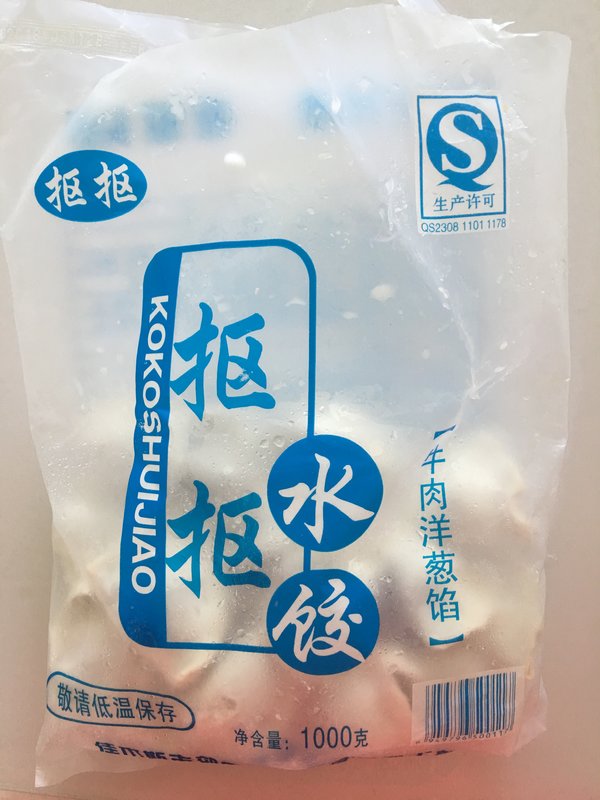 抠抠
生产许可
QS2308 1101 1178
KOKOSHUIJIAO
抠抠
水饺
【牛肉洋葱馅】
敬请低温保存
净含量：1000克